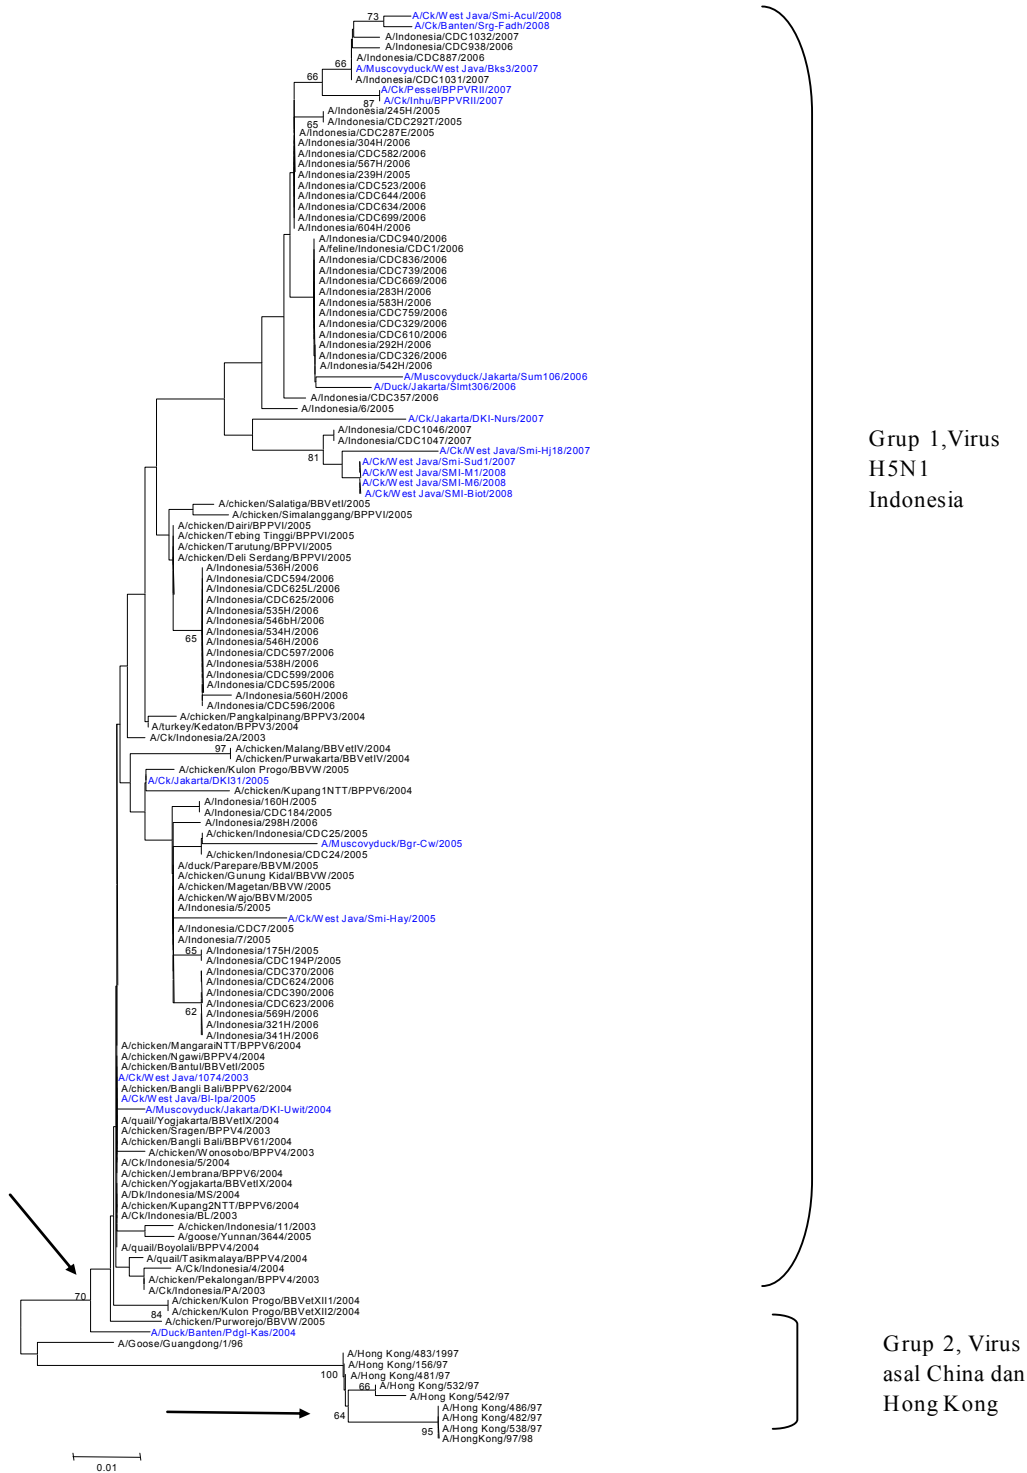 73
A/Ck/West Java/Smi-Acul/2008
A/Ck/Banten/Srg-Fadh/2008
A/Indonesia/CDC1032/2007
A/Indonesia/CDC938/2006
A/Indonesia/CDC887/2006
66
A/Muscovyduck/West Java/Bks3/2007
A/Indonesia/CDC1031/2007
66
A/Ck/Pessel/BPPVRII/2007
87
A/Ck/Inhu/BPPVRII/2007
A/Indonesia/245H/2005
65
A/Indonesia/CDC292T/2005
A/Indonesia/CDC287E/2005
A/Indonesia/304H/2006
A/Indonesia/CDC582/2006
A/Indonesia/567H/2006
A/Indonesia/239H/2005
A/Indonesia/CDC523/2006
A/Indonesia/CDC644/2006
A/Indonesia/CDC634/2006
A/Indonesia/CDC699/2006
A/Indonesia/604H/2006
A/Indonesia/CDC940/2006
A/feline/Indonesia/CDC1/2006
A/Indonesia/CDC836/2006
A/Indonesia/CDC739/2006
A/Indonesia/CDC669/2006
A/Indonesia/283H/2006
A/Indonesia/583H/2006
A/Indonesia/CDC759/2006
A/Indonesia/CDC329/2006
A/Indonesia/CDC610/2006
A/Indonesia/292H/2006
A/Indonesia/CDC326/2006
A/Indonesia/542H/2006
A/Muscovyduck/Jakarta/Sum106/2006
A/Duck/Jakarta/Slmt306/2006
A/Indonesia/CDC357/2006
A/Indonesia/6/2005
A/Ck/Jakarta/DKI-Nurs/2007
A/Indonesia/CDC1046/2007
A/Indonesia/CDC1047/2007
81
A/Ck/West Java/Smi-Hj18/2007
A/Ck/West Java/Smi-Sud1/2007
A/Ck/West Java/SMI-M1/2008
A/Ck/West Java/SMI-M6/2008
A/Ck/West Java/SMI-Biot/2008
Grup 1,Virus
H5N1
Indonesia
A/chicken/Salatiga/BBVetI/2005
A/chicken/Simalanggang/BPPVI/2005
A/chicken/Dairi/BPPVI/2005
A/chicken/Tebing Tinggi/BPPVI/2005
A/chicken/Tarutung/BPPVI/2005
A/chicken/Deli Serdang/BPPVI/2005
A/Indonesia/536H/2006
A/Indonesia/CDC594/2006
A/Indonesia/CDC625L/2006
A/Indonesia/CDC625/2006
A/Indonesia/535H/2006
A/Indonesia/546bH/2006
A/Indonesia/534H/2006
65
A/Indonesia/546H/2006
A/Indonesia/CDC597/2006
A/Indonesia/538H/2006
A/Indonesia/CDC599/2006
A/Indonesia/CDC595/2006
A/Indonesia/560H/2006
A/Indonesia/CDC596/2006
A/chicken/Pangkalpinang/BPPV3/2004
A/turkey/Kedaton/BPPV3/2004
A/Ck/Indonesia/2A/2003
97
A/chicken/Malang/BBVetIV/2004
A/chicken/Purwakarta/BBVetIV/2004
A/chicken/Kulon Progo/BBVW/2005
A/Ck/Jakarta/DKI31/2005
A/chicken/Kupang1NTT/BPPV6/2004
A/Indonesia/160H/2005
A/Indonesia/CDC184/2005
A/Indonesia/298H/2006
A/chicken/Indonesia/CDC25/2005
A/Muscovyduck/Bgr-Cw/2005
A/chicken/Indonesia/CDC24/2005
A/duck/Parepare/BBVM/2005
A/chicken/Gunung Kidal/BBVW/2005
A/chicken/Magetan/BBVW/2005
A/chicken/Wajo/BBVM/2005
A/Indonesia/5/2005
A/Ck/West Java/Smi-Hay/2005
A/Indonesia/CDC7/2005
A/Indonesia/7/2005
65
A/Indonesia/175H/2005
A/Indonesia/CDC194P/2005
A/Indonesia/CDC370/2006
A/Indonesia/CDC624/2006
A/Indonesia/CDC390/2006
A/Indonesia/CDC623/2006
62
A/Indonesia/569H/2006
A/Indonesia/321H/2006
A/Indonesia/341H/2006
A/chicken/MangaraiNTT/BPPV6/2004
A/chicken/Ngawi/BPPV4/2004
A/chicken/Bantul/BBVetI/2005
A/Ck/West Java/1074/2003
A/chicken/Bangli Bali/BPPV62/2004
A/Ck/West Java/Bl-Ipa/2005
A/Muscovyduck/Jakarta/DKI-Uwit/2004
A/quail/Yogjakarta/BBVetIX/2004
A/chicken/Sragen/BPPV4/2003
A/chicken/Bangli Bali/BBPV61/2004
A/chicken/Wonosobo/BPPV4/2003
A/Ck/Indonesia/5/2004
A/chicken/Jembrana/BPPV6/2004
A/chicken/Yogjakarta/BBVetIX/2004
A/Dk/Indonesia/MS/2004
A/chicken/Kupang2NTT/BPPV6/2004
A/Ck/Indonesia/BL/2003
A/chicken/Indonesia/11/2003
A/goose/Yunnan/3644/2005
A/quail/Boyolali/BPPV4/2004
A/quail/Tasikmalaya/BPPV4/2004
A/Ck/Indonesia/4/2004
A/chicken/Pekalongan/BPPV4/2003
A/Ck/Indonesia/PA/2003
70
A/chicken/Kulon Progo/BBVetXII1/2004
84
A/chicken/Kulon Progo/BBVetXII2/2004
A/chicken/Purworejo/BBVW/2005
A/Duck/Banten/Pdgl-Kas/2004
A/Goose/Guangdong/1/96
A/Hong Kong/483/1997
A/Hong Kong/156/97
100
A/Hong Kong/481/97
66
A/Hong Kong/532/97
A/Hong Kong/542/97
A/Hong Kong/486/97
64
A/Hong Kong/482/97
95
A/Hong Kong/538/97
A/HongKong/97/98
Grup 2, Virus
asal China dan
Hong Kong
0.01